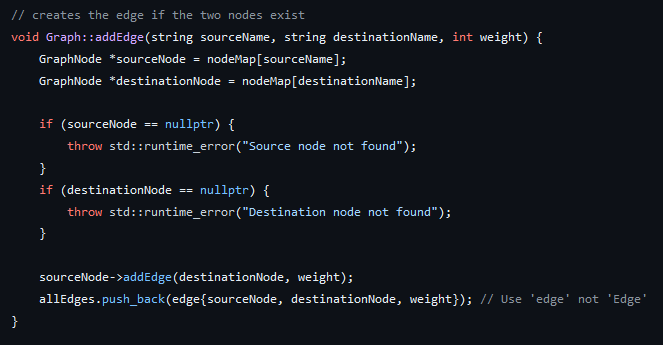 // creates the edge if the two nodes exist
void Graph::addEdge(string sourceName, string destinationName, int weight) {
    GraphNode *sourceNode = nodeMap[sourceName];
    GraphNode *destinationNode = nodeMap[destinationName];

    if (sourceNode == nullptr) {
        throw std::runtime_error("Source node not found");
    }
    if (destinationNode == nullptr) {
        throw std::runtime_error("Destination node not found");
    }

    sourceNode->addEdge(destinationNode, weight);
    allEdges.push_back(edge{sourceNode, destinationNode, weight}); // Use 'edge' not 'Edge'
}